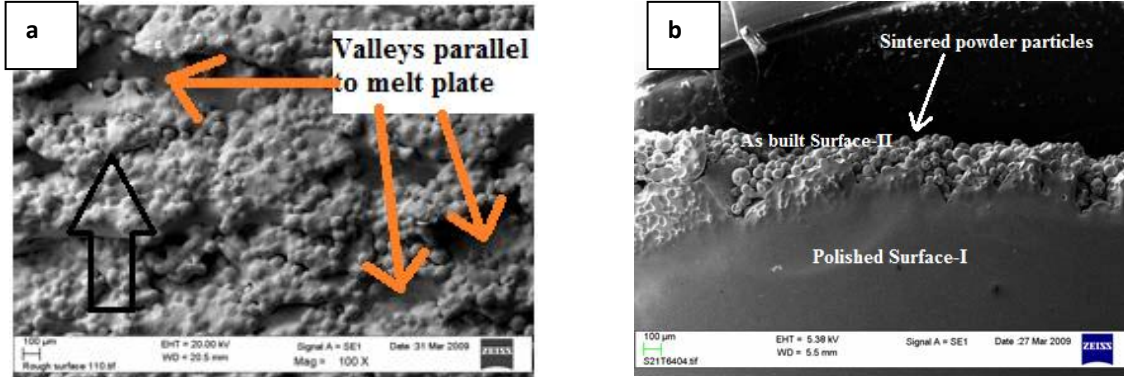 a
Valleys parallel
to melt plate
100 µm
EHT = 20.00 kV
Signal A = SE1
Date :31 Mar 2009
WD = 20.5 mm
Mag = 100 X
ZEISS
Rough surface 110.tif
b
Sintered powder particles
As built Surface-II
Polished Surface-I
100 µm
EHT = 5.38 kV
Signal A = SE1
Date :27 Mar 2009
WD = 5.5 mm
ZEISS
S21T6404.tif